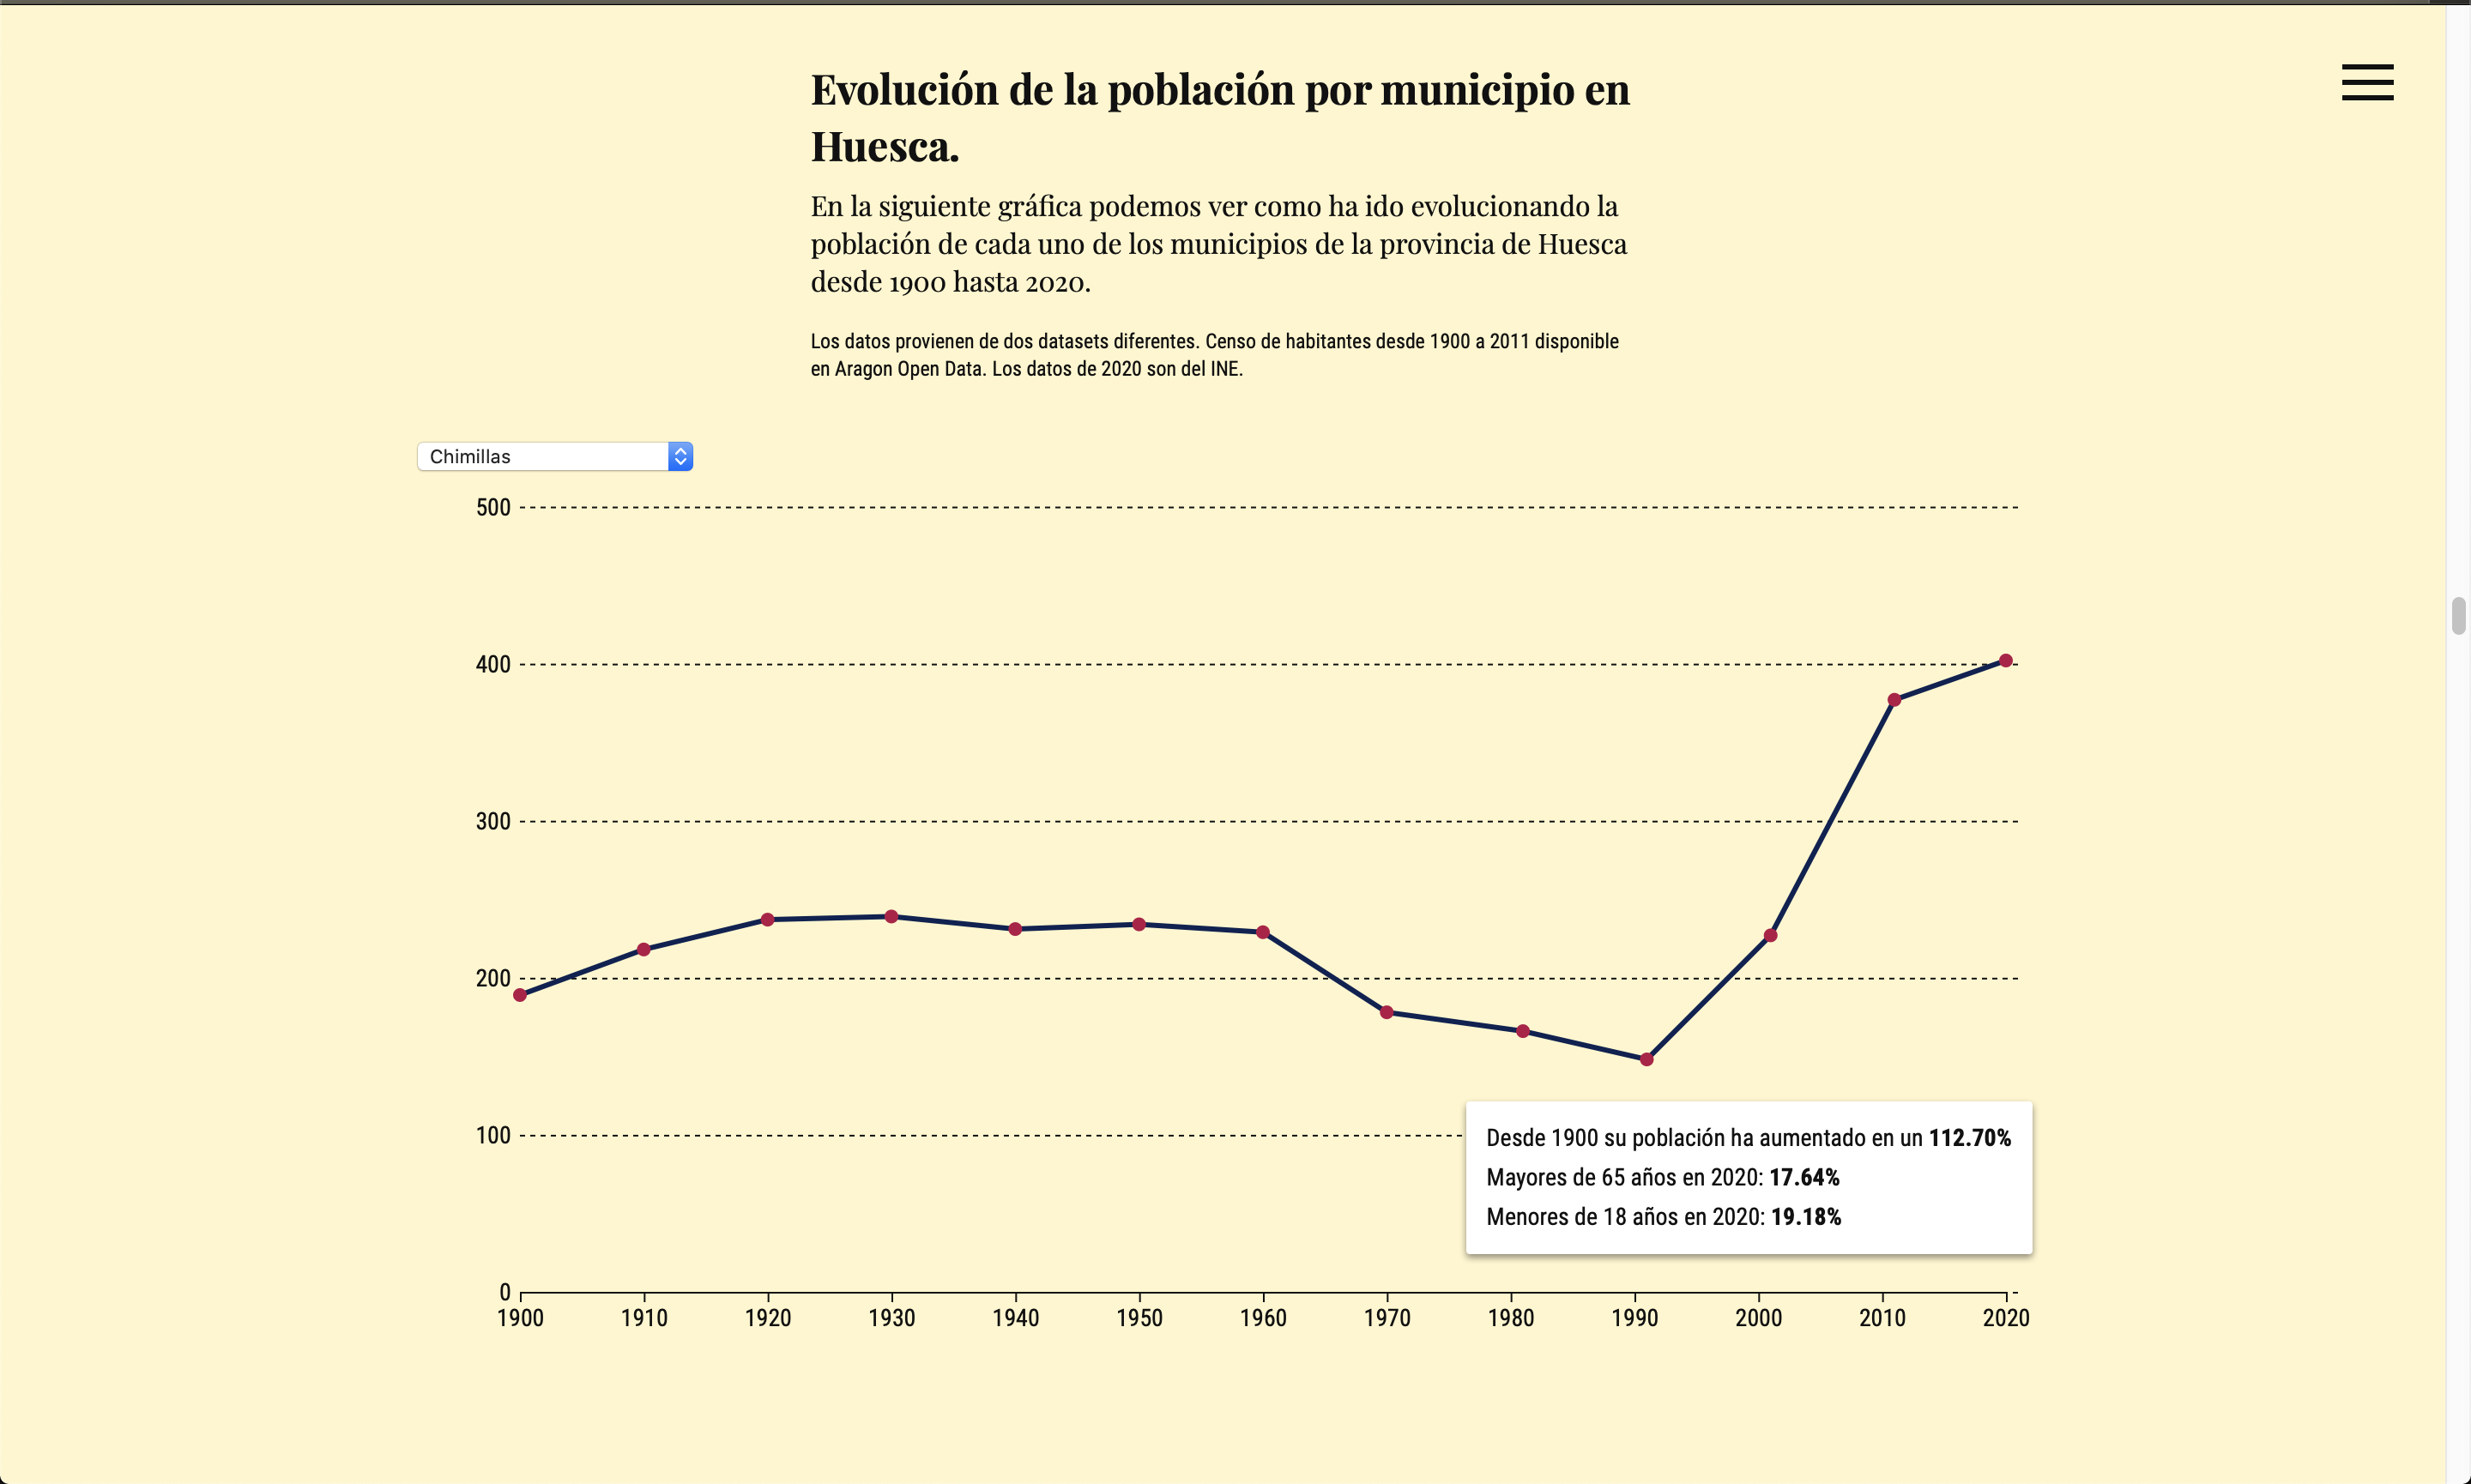 Evolución de la población por municipio en
Huesca.
En la siguiente gráfica podemos ver como ha ido evolucionando la
población de cada uno de los municipios de la provincia de Huesca
desde 1900 hasta 2020.
Los datos provienen de dos datasets diferentes. Censo de habitantes desde 1900 a 2011 disponible
en Aragon Open Data. Los datos de 2020 son del INE.
Chimillas
500
400
300
200
100
Desde 1900 su población ha aumentado en un 112.70%
Mayores de 65 años en 2020: 17.64%
Menores de 18 años en 2020: 19.18%
0
1900 1910 1920 1930 1940 1950 1960 1970 1980 1990 2000 2010 2020